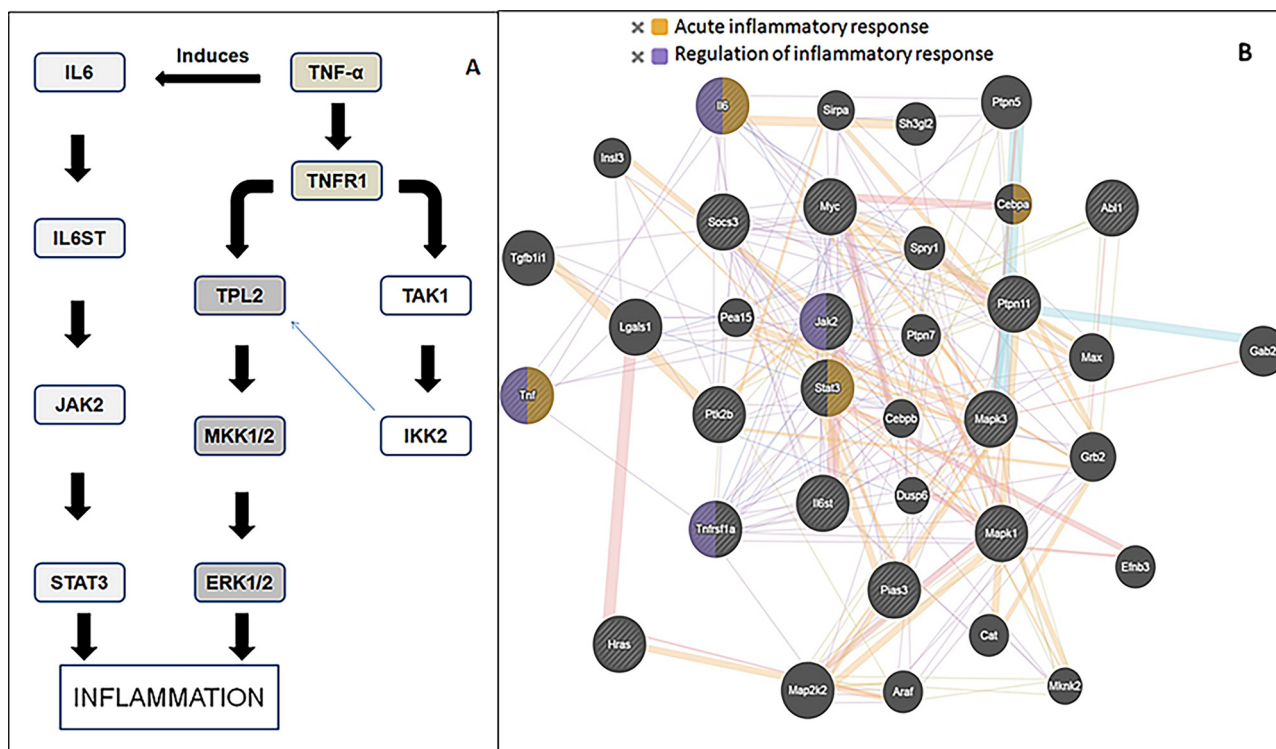 A
Induces
IL6
TNF-α
TNFR1
IL6ST
TPL2
TAK1
JAK2
MKK1/2
IKK2
STAT3
ERK1/2
INFLAMMATION
B
Acute inflammatory response
Regulation of inflammatory response
Il6
Sirpa
Sh3gl2
Ptpn5
Insl3
Socs3
Myc
Cebpa
Abl1
Tgfb1i1
Spry1
Lgals1
Pea15
Jak2
Ptpn7
Ptpn11
Max
Gab2
Tnf
Ptk2b
Stat3
Cebpb
Mapk3
Grb2
Tnfrsf1a
Il6st
Dusp6
Mapk1
Efnb3
Pias3
Hras
Cat
Map2k2
Araf
Mknk2